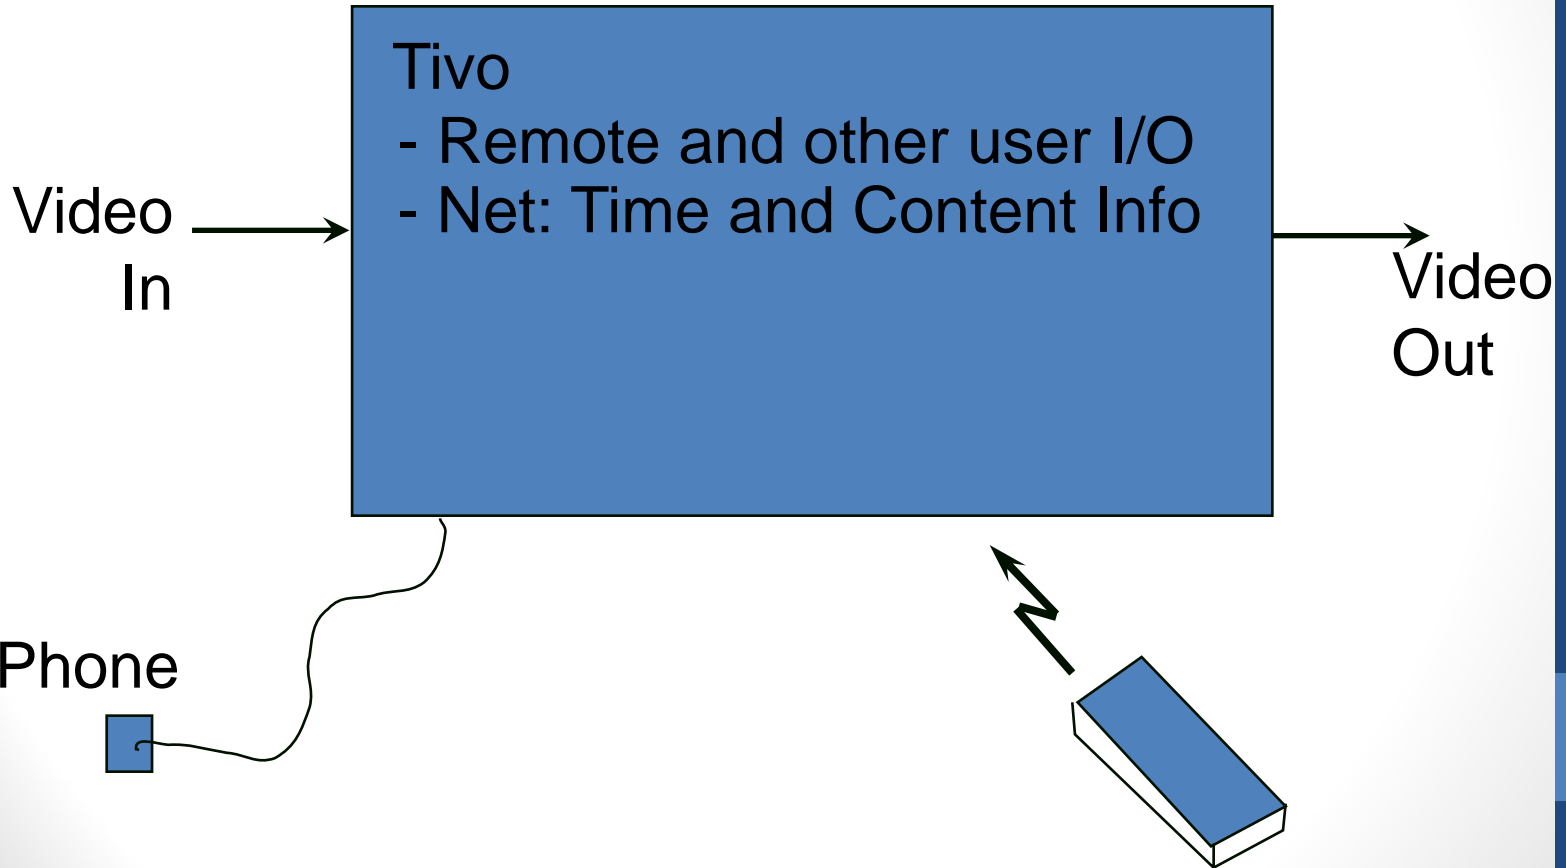 Tivo
- Remote and other user I/O
- Net: Time and Content Info
Video
In
Video
Out
Phone